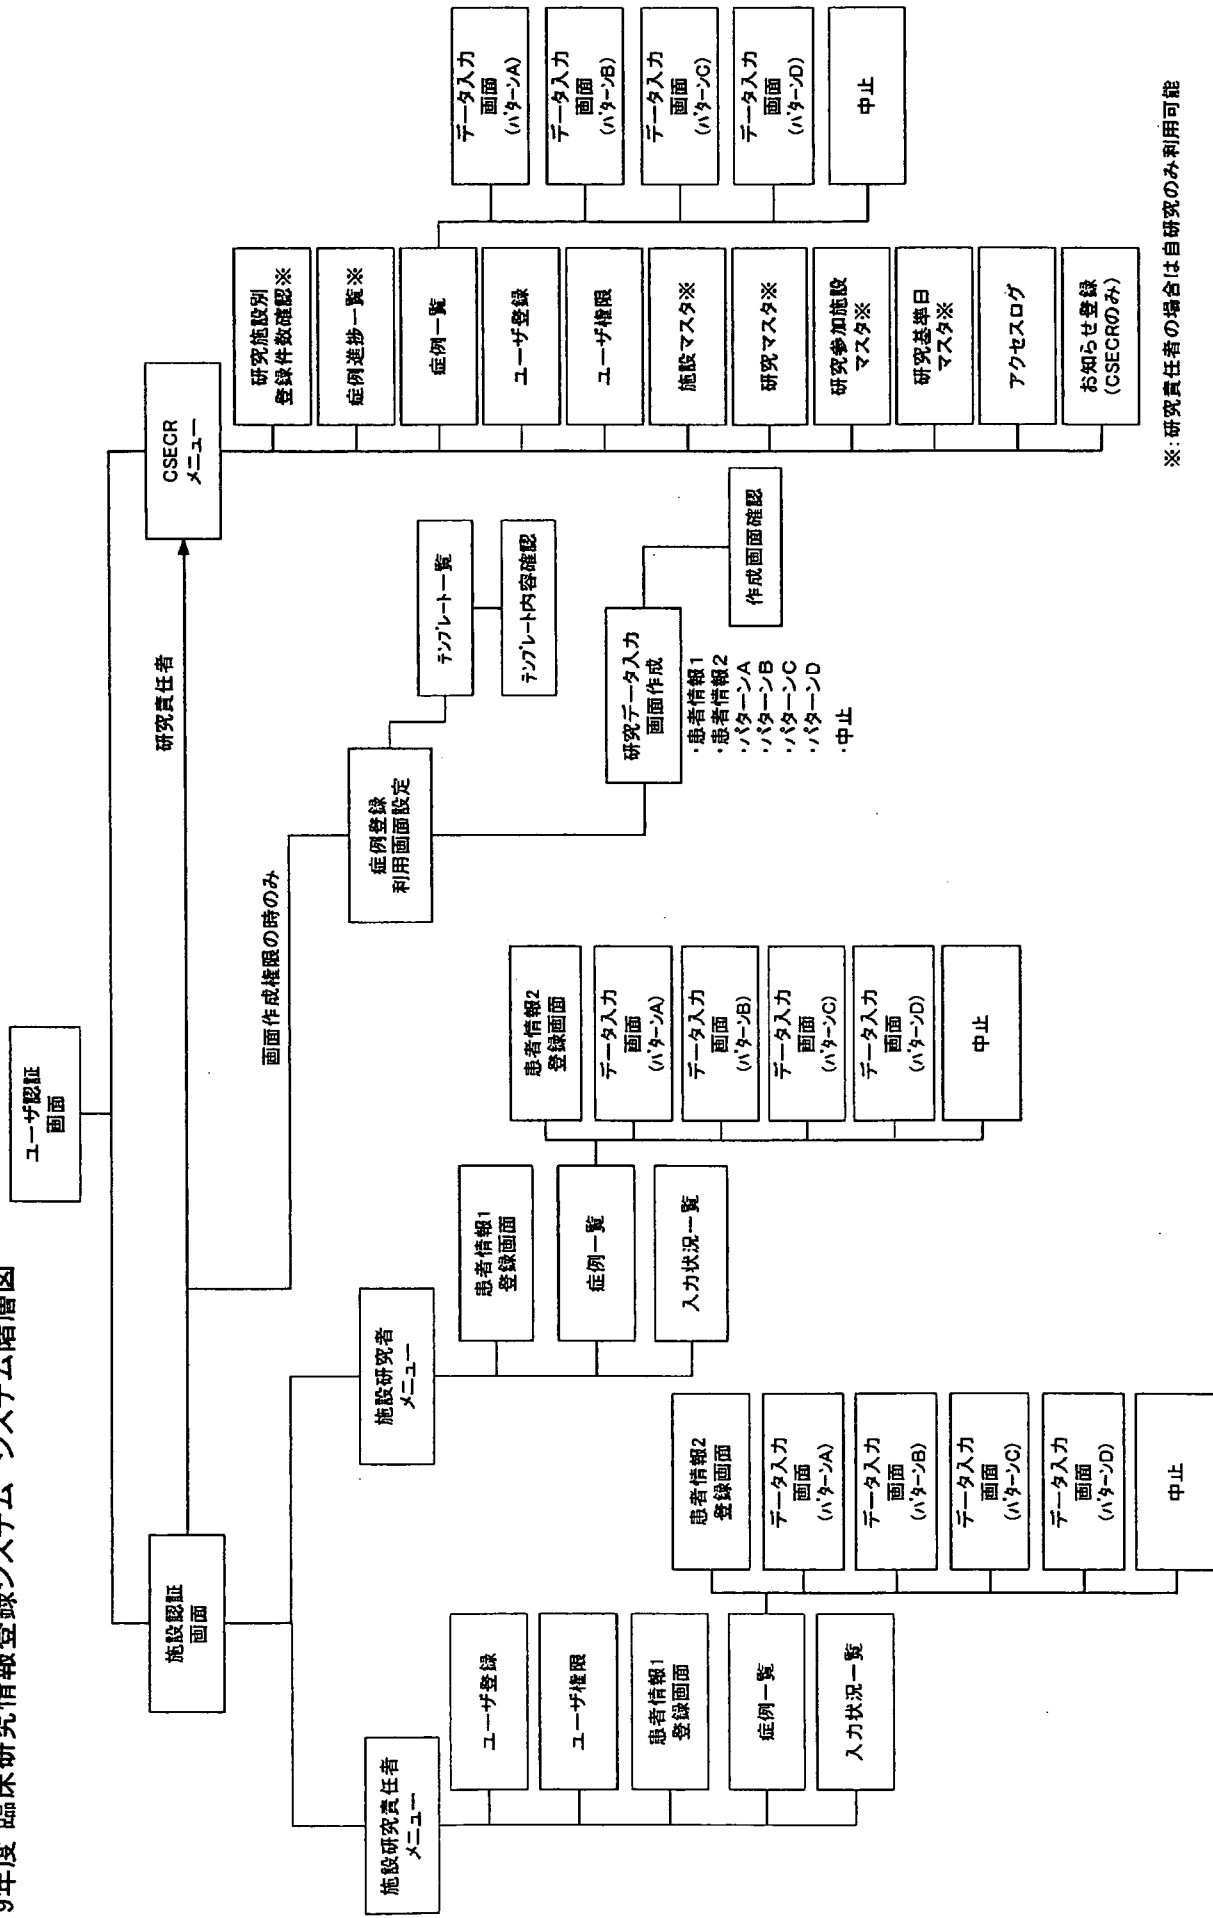 9年度 臨床研究情報登録システム システム階層図
ユーザ認証
画面
施設認証
画面
研究責任者
CSECR
メニュー
画面作成権限の時のみ
施設研究責任者
メニュー
ユーザ登録
ユーザ権限
患者情報1
登録画面
症例一覧
入力状況一覧
患者情報2
登録画面
データ入力
画面
(パターンA)
データ入力
画面
(パターンB)
データ入力
画面
(パターンC)
データ入力
画面
(パターンD)
中止
施設研究者
メニュー
患者情報1
登録画面
症例一覧
入力状況一覧
患者情報2
登録画面
データ入力
画面
(パターンA)
データ入力
画面
(パターンB)
データ入力
画面
(パターンC)
データ入力
画面
(パターンD)
中止
症例登録
利用画面設定
テンプレート一覧
テンプレート内容確認
研究データ入力
画面作成
・患者情報1
・患者情報2
・パターンA
・パターンB
・パターンC
・パターンD
・中止
作成画面確認
研究施設別
登録件数確認※
症例進捗一覧※
症例一覧
ユーザ登録
ユーザ権限
施設マスタ※
研究マスタ※
研究参加施設
マスタ※
研究基準日
マスタ※
アクセスログ
お知らせ登録
(CSECRのみ)
データ入力
画面
(パターンA)
データ入力
画面
(パターンB)
データ入力
画面
(パターンC)
データ入力
画面
(パターンD)
中止
※:研究責任者の場合は自研究のみ利用可能